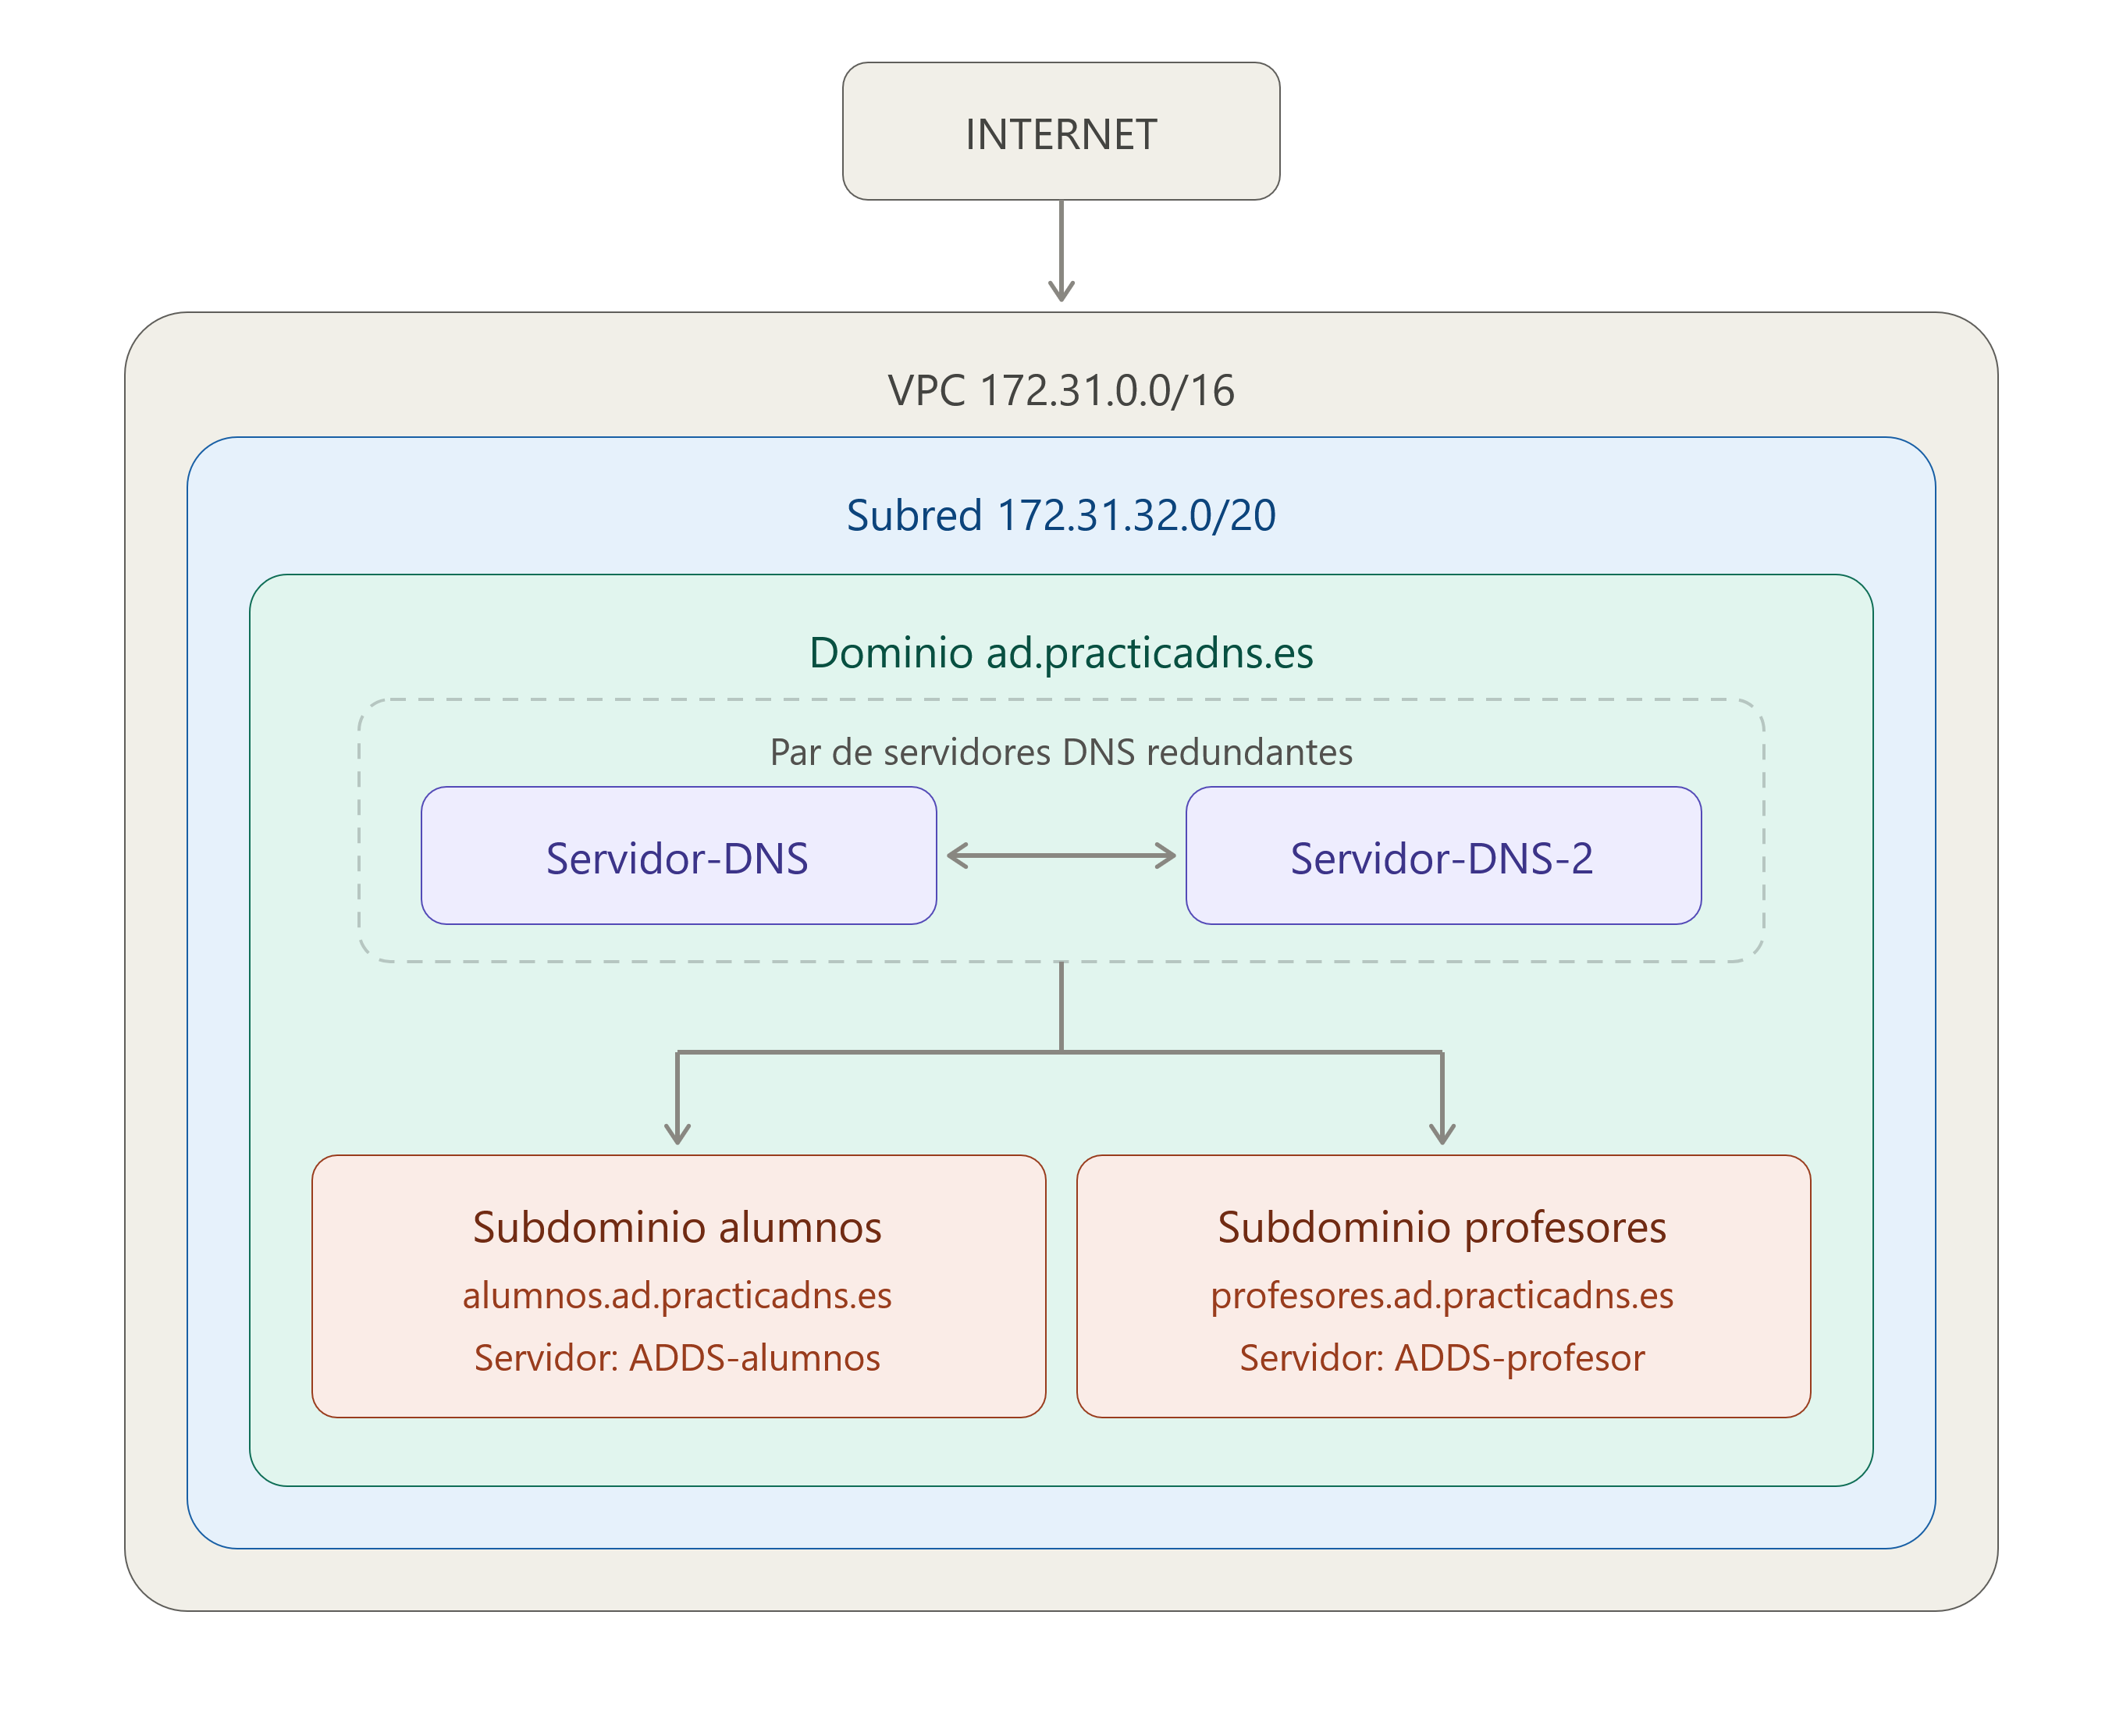 INTERNET
VPC 172.31.0.0/16
Subred 172.31.32.0/20
Dominio ad.practicadns.es
Par de servidores DNS redundantes
Servidor-DNS
Servidor-DNS-2
Subdominio alumnos
alumnos.ad.practicadns.es
Servidor: ADDS-alumnos
Subdominio profesores
profesores.ad.practicadns.es
Servidor: ADDS-profesor